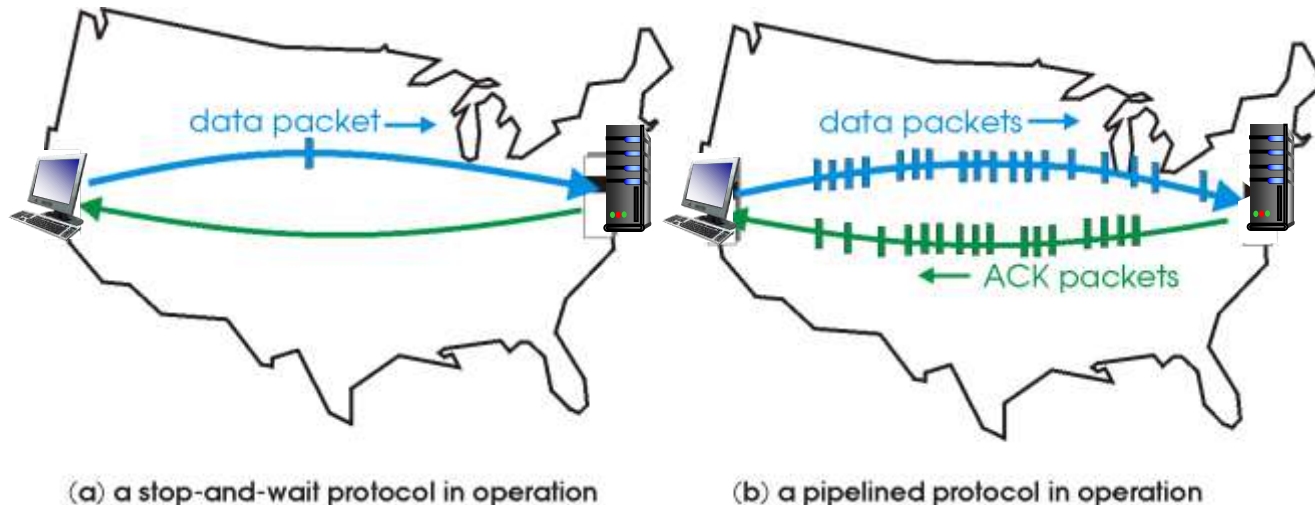 data packet
data packets
ACK packets
(a) a stop-and-wait protocol in operation
(b) a pipelined protocol in operation